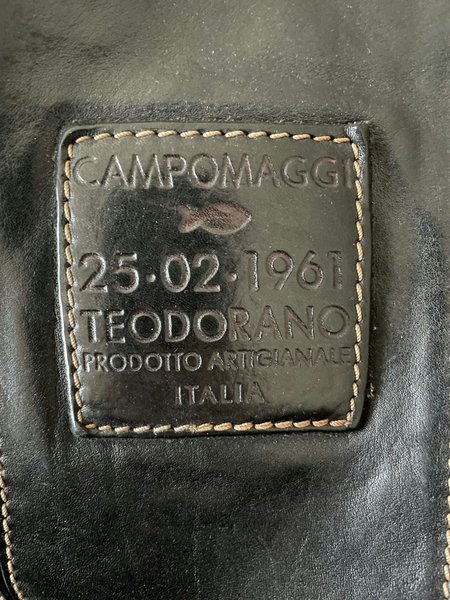 CAMPOMAGGI
25·02·1961
TEODORANO
PRODOTTO ARTIGIANALE
ITALIA